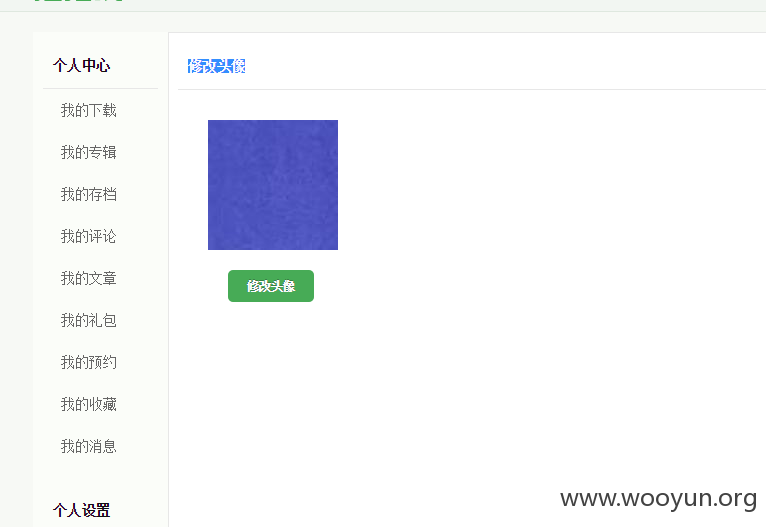 个人中心
修改头像
我的下载
我的专辑
我的存档
我的评论
修改头像
我的文章
我的礼包
我的预约
我的收藏
我的消息
个人设置
www.wooyun.org